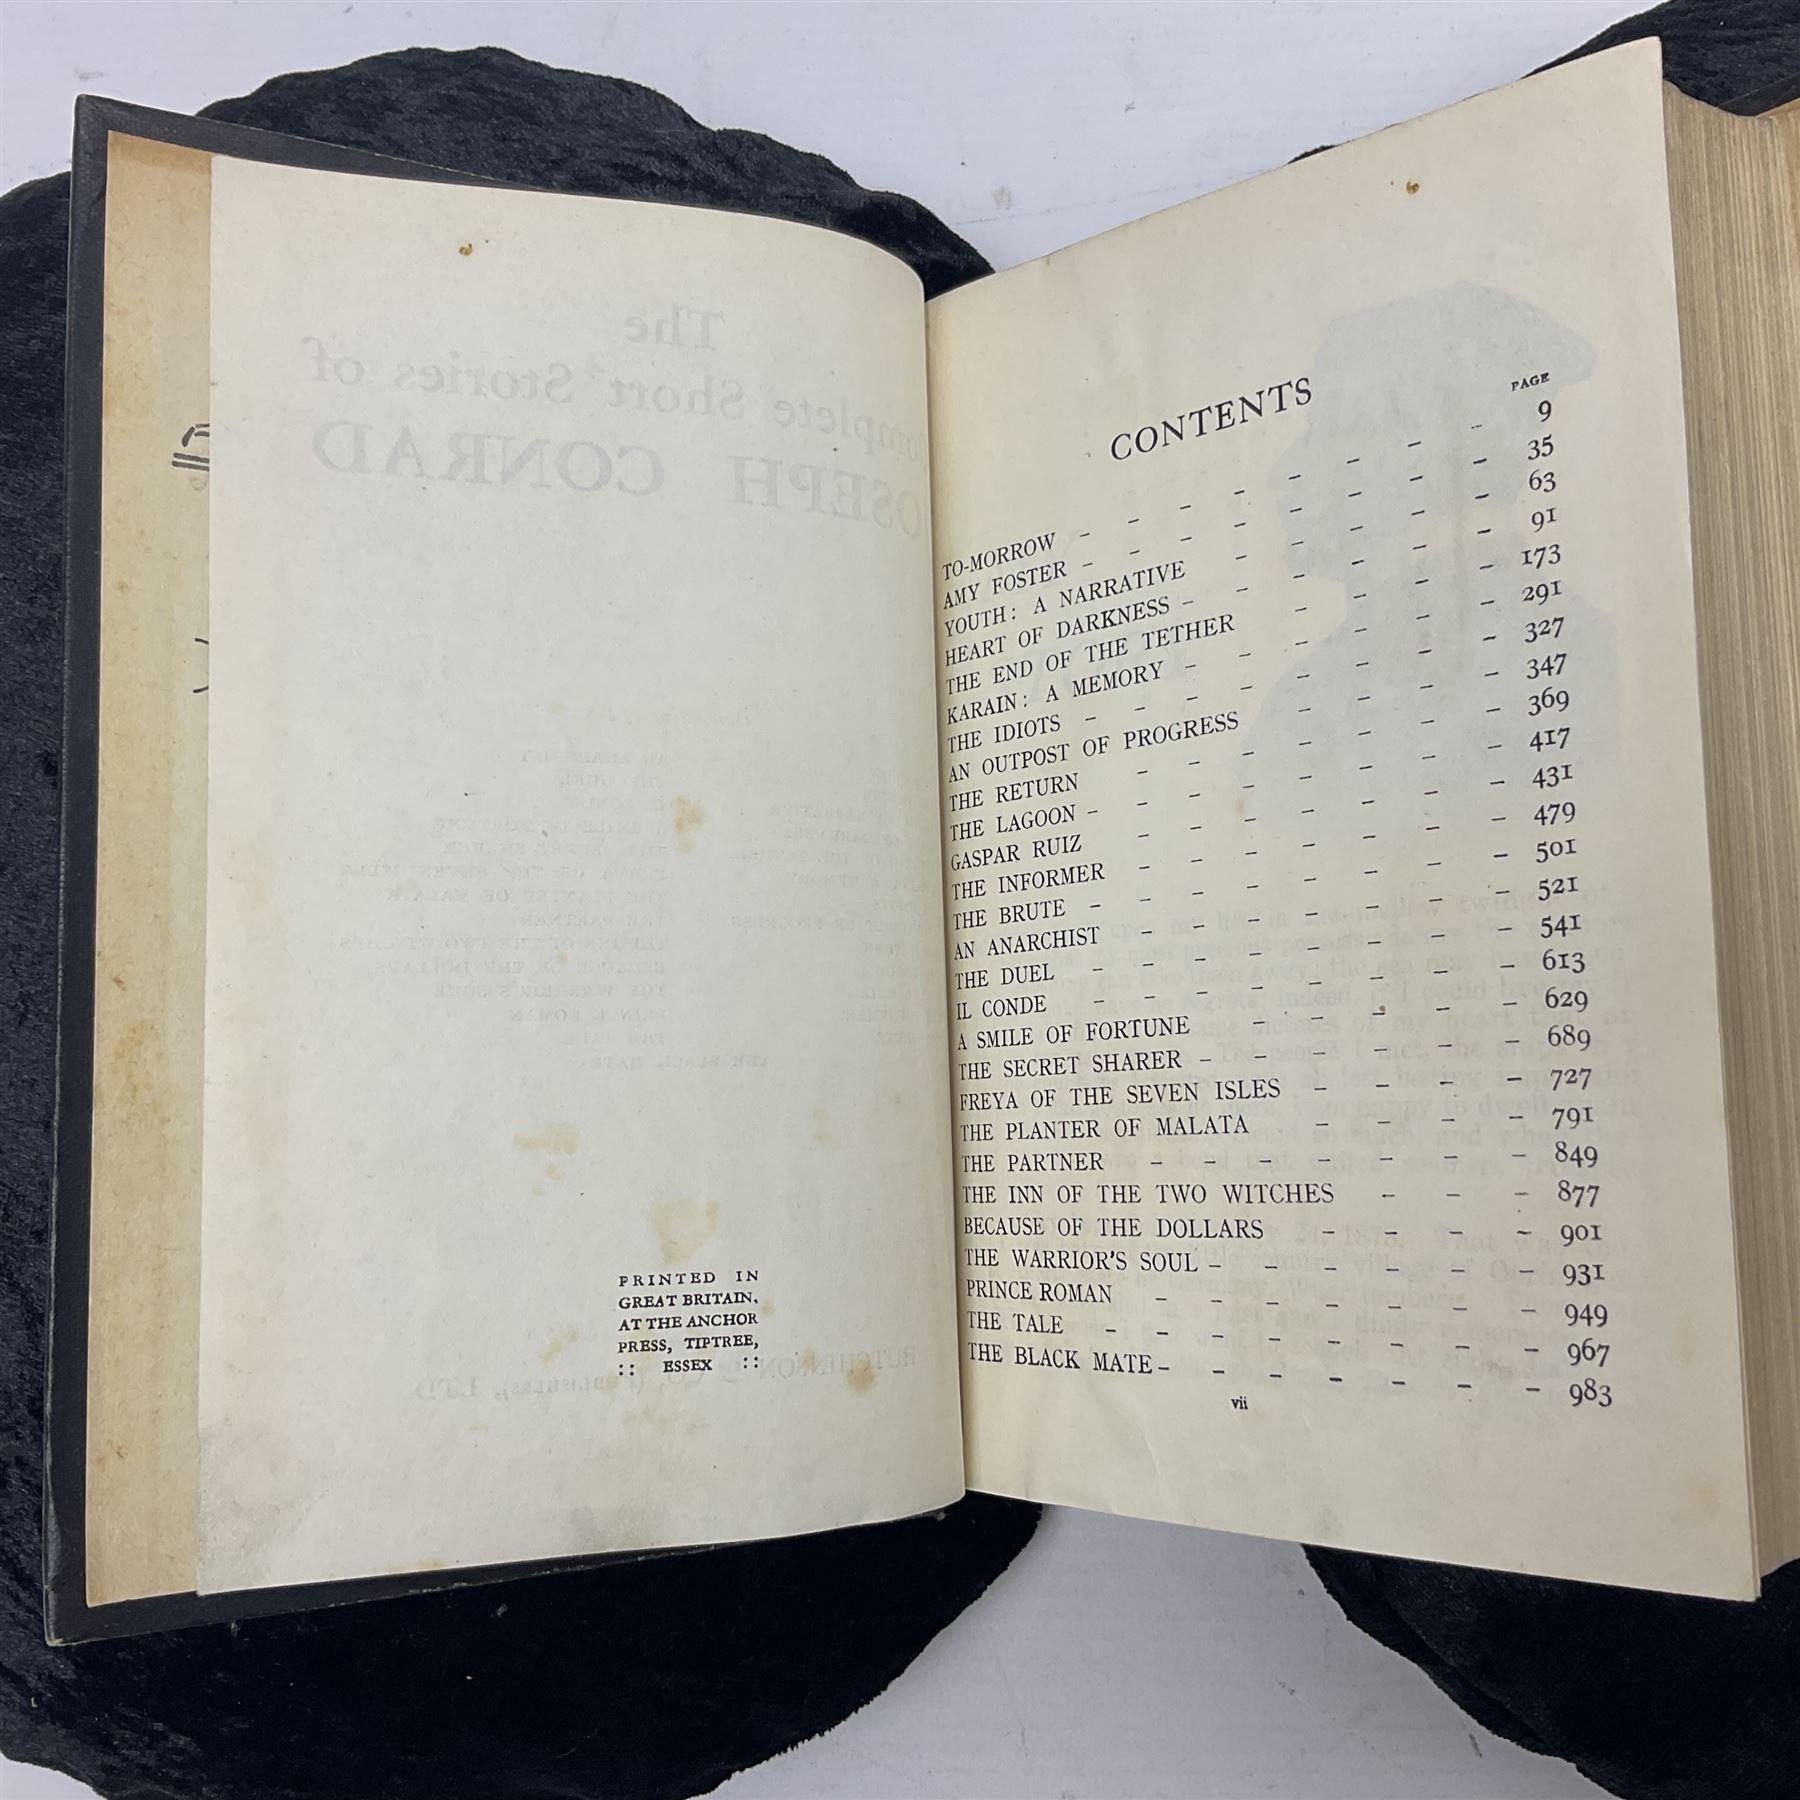 PRINTED IN
GREAT BRITAIN,
AT THE ANCHOR
PRESS, TIPTREE,
:: ESSEX ::
CONTENTS
PAGE
TO-MORROW - - - - - - - - 9
AMY FOSTER - - - - - - - - 35
YOUTH: A NARRATIVE - - - - - 63
HEART OF DARKNESS - - - - - - 91
THE END OF THE TETHER - - - - 173
KARAIN: A MEMORY - - - - - - 291
THE IDIOTS - - - - - - - - 327
AN OUTPOST OF PROGRESS - - - - 347
THE RETURN - - - - - - - 369
THE LAGOON - - - - - - - - 417
GASPAR RUIZ - - - - - - - 431
THE INFORMER - - - - - - - 479
THE BRUTE - - - - - - - - 501
AN ANARCHIST - - - - - - - 521
THE DUEL - - - - - - - - 541
IL CONDE - - - - - - - - 613
A SMILE OF FORTUNE - - - - - 629
THE SECRET SHARER - - - - - - 689
FREYA OF THE SEVEN ISLES - - - - 727
THE PLANTER OF MALATA - - - - 791
THE PARTNER - - - - - - - 849
THE INN OF THE TWO WITCHES - - - 877
BECAUSE OF THE DOLLARS - - - - 901
THE WARRIOR'S SOUL - - - - - - 931
PRINCE ROMAN - - - - - - - 949
THE TALE - - - - - - - - 967
THE BLACK MATE - - - - - - - 983
vii